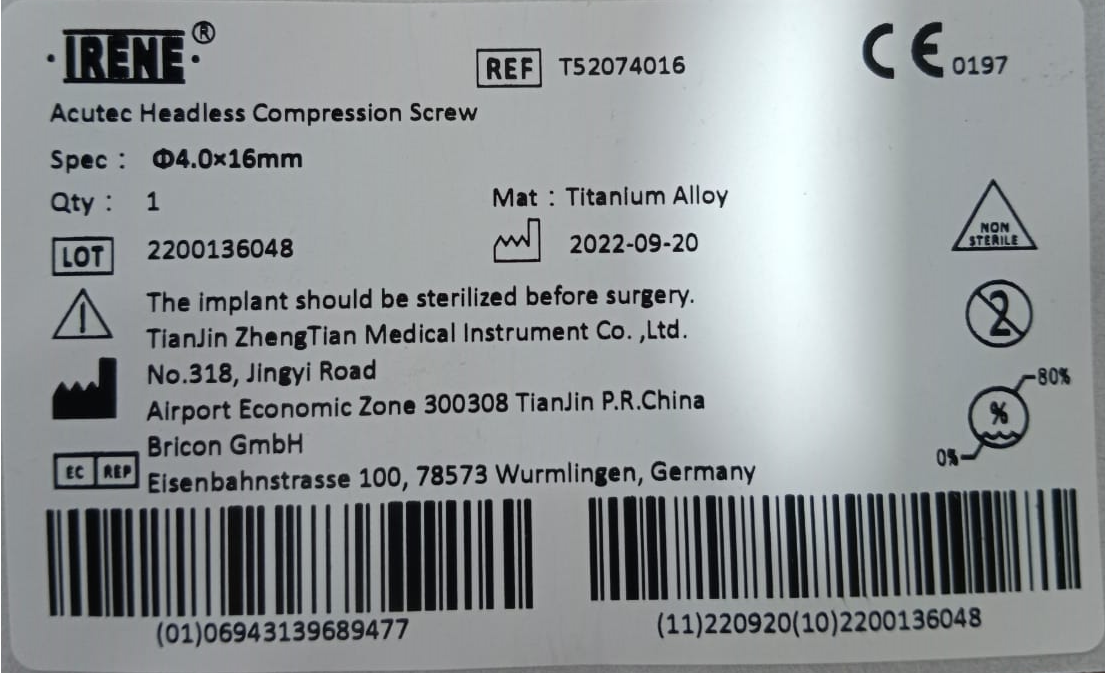 IRENE®
REF T52074016
CE 0197
Acutec Headless Compression Screw
Spec : Φ4.0×16mm
Qty : 1
Mat : Titanium Alloy
LOT 2200136048
2022-09-20
NON STERILE
The implant should be sterilized before surgery.
2
TianJin ZhengTian Medical Instrument Co. ,Ltd.
No.318, Jingyi Road
Airport Economic Zone 300308 TianJin P.R.China
80%
%
0%
EC REP
Bricon GmbH
Eisenbahnstrasse 100, 78573 Wurmlingen, Germany
(01)06943139689477
(11)220920(10)2200136048